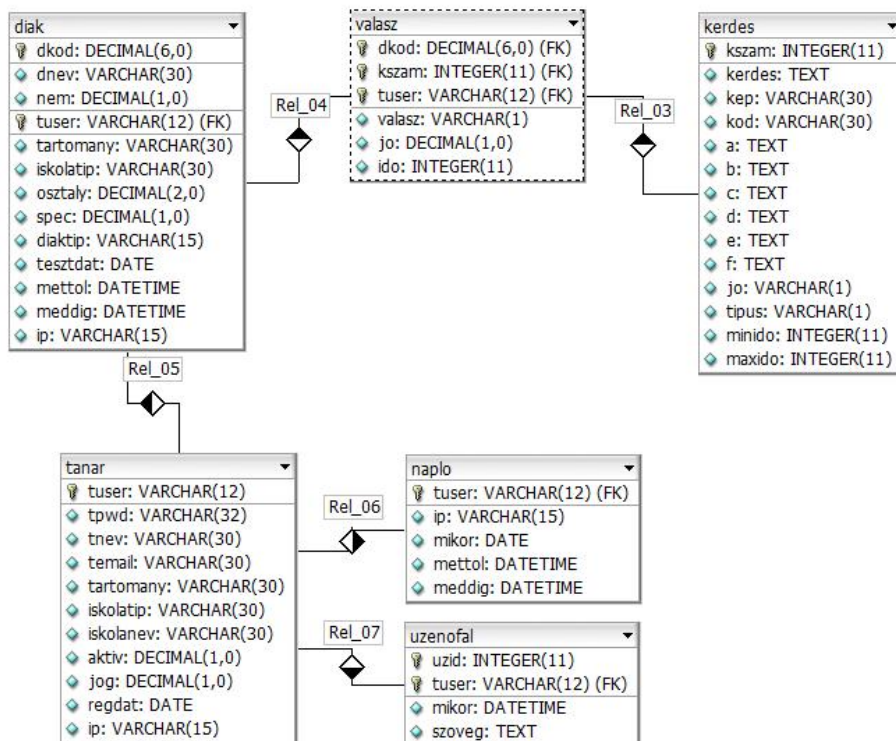 diak
dkod: DECIMAL(6,0)
dnev: VARCHAR(30)
nem: DECIMAL(1,0)
tuser: VARCHAR(12) (FK)
tartomany: VARCHAR(30)
iskolatip: VARCHAR(30)
osztaly: DECIMAL(2,0)
spec: DECIMAL(1,0)
diaktip: VARCHAR(15)
tesztdat: DATE
mettol: DATETIME
meddig: DATETIME
ip: VARCHAR(15)
Rel_04
valasz
dkod: DECIMAL(6,0) (FK)
kszam: INTEGER(11) (FK)
tuser: VARCHAR(12) (FK)
valasz: VARCHAR(1)
jo: DECIMAL(1,0)
ido: INTEGER(11)
Rel_03
kerdes
kszam: INTEGER(11)
kerdes: TEXT
kep: VARCHAR(30)
kod: VARCHAR(30)
a: TEXT
b: TEXT
c: TEXT
d: TEXT
e: TEXT
f: TEXT
jo: VARCHAR(1)
tipus: VARCHAR(1)
minido: INTEGER(11)
maxido: INTEGER(11)
Rel_05
tanar
tuser: VARCHAR(12)
tpwd: VARCHAR(32)
tnev: VARCHAR(30)
temail: VARCHAR(30)
tartomany: VARCHAR(30)
iskolatip: VARCHAR(30)
iskolanev: VARCHAR(30)
aktiv: DECIMAL(1,0)
jog: DECIMAL(1,0)
regdat: DATE
ip: VARCHAR(15)
Rel_06
naplo
tuser: VARCHAR(12) (FK)
ip: VARCHAR(15)
mikor: DATE
mettol: DATETIME
meddig: DATETIME
Rel_07
uzenofal
uzid: INTEGER(11)
tuser: VARCHAR(12) (FK)
mikor: DATETIME
szoveg: TEXT